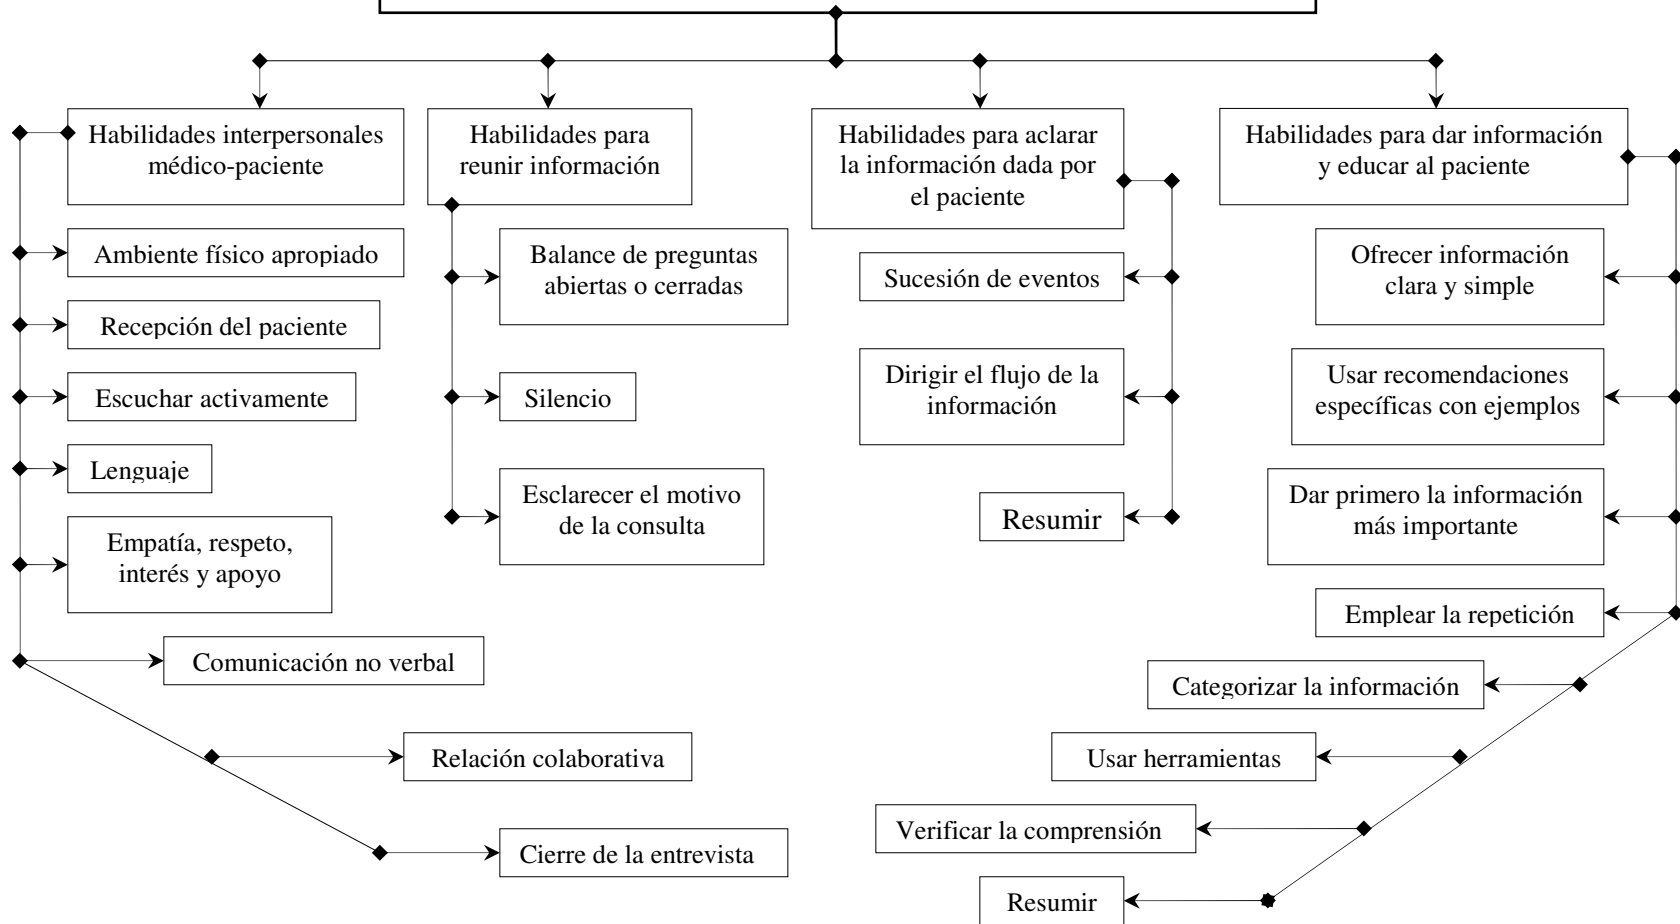 Habilidades interpersonales
médico-paciente
Ambiente físico apropiado
Recepción del paciente
Escuchar activamente
Lenguaje
Empatía, respeto,
interés y apoyo
Comunicación no verbal
Relación colaborativa
Cierre de la entrevista
Habilidades para
reunir información
Balance de preguntas
abiertas o cerradas
Silencio
Esclarecer el motivo
de la consulta
Habilidades para aclarar
la información dada por
el paciente
Sucesión de eventos
Dirigir el flujo de la
información
Resumir
Habilidades para dar información
y educar al paciente
Ofrecer información
clara y simple
Usar recomendaciones
específicas con ejemplos
Dar primero la información
más importante
Emplear la repetición
Categorizar la información
Usar herramientas
Verificar la comprensión
Resumir